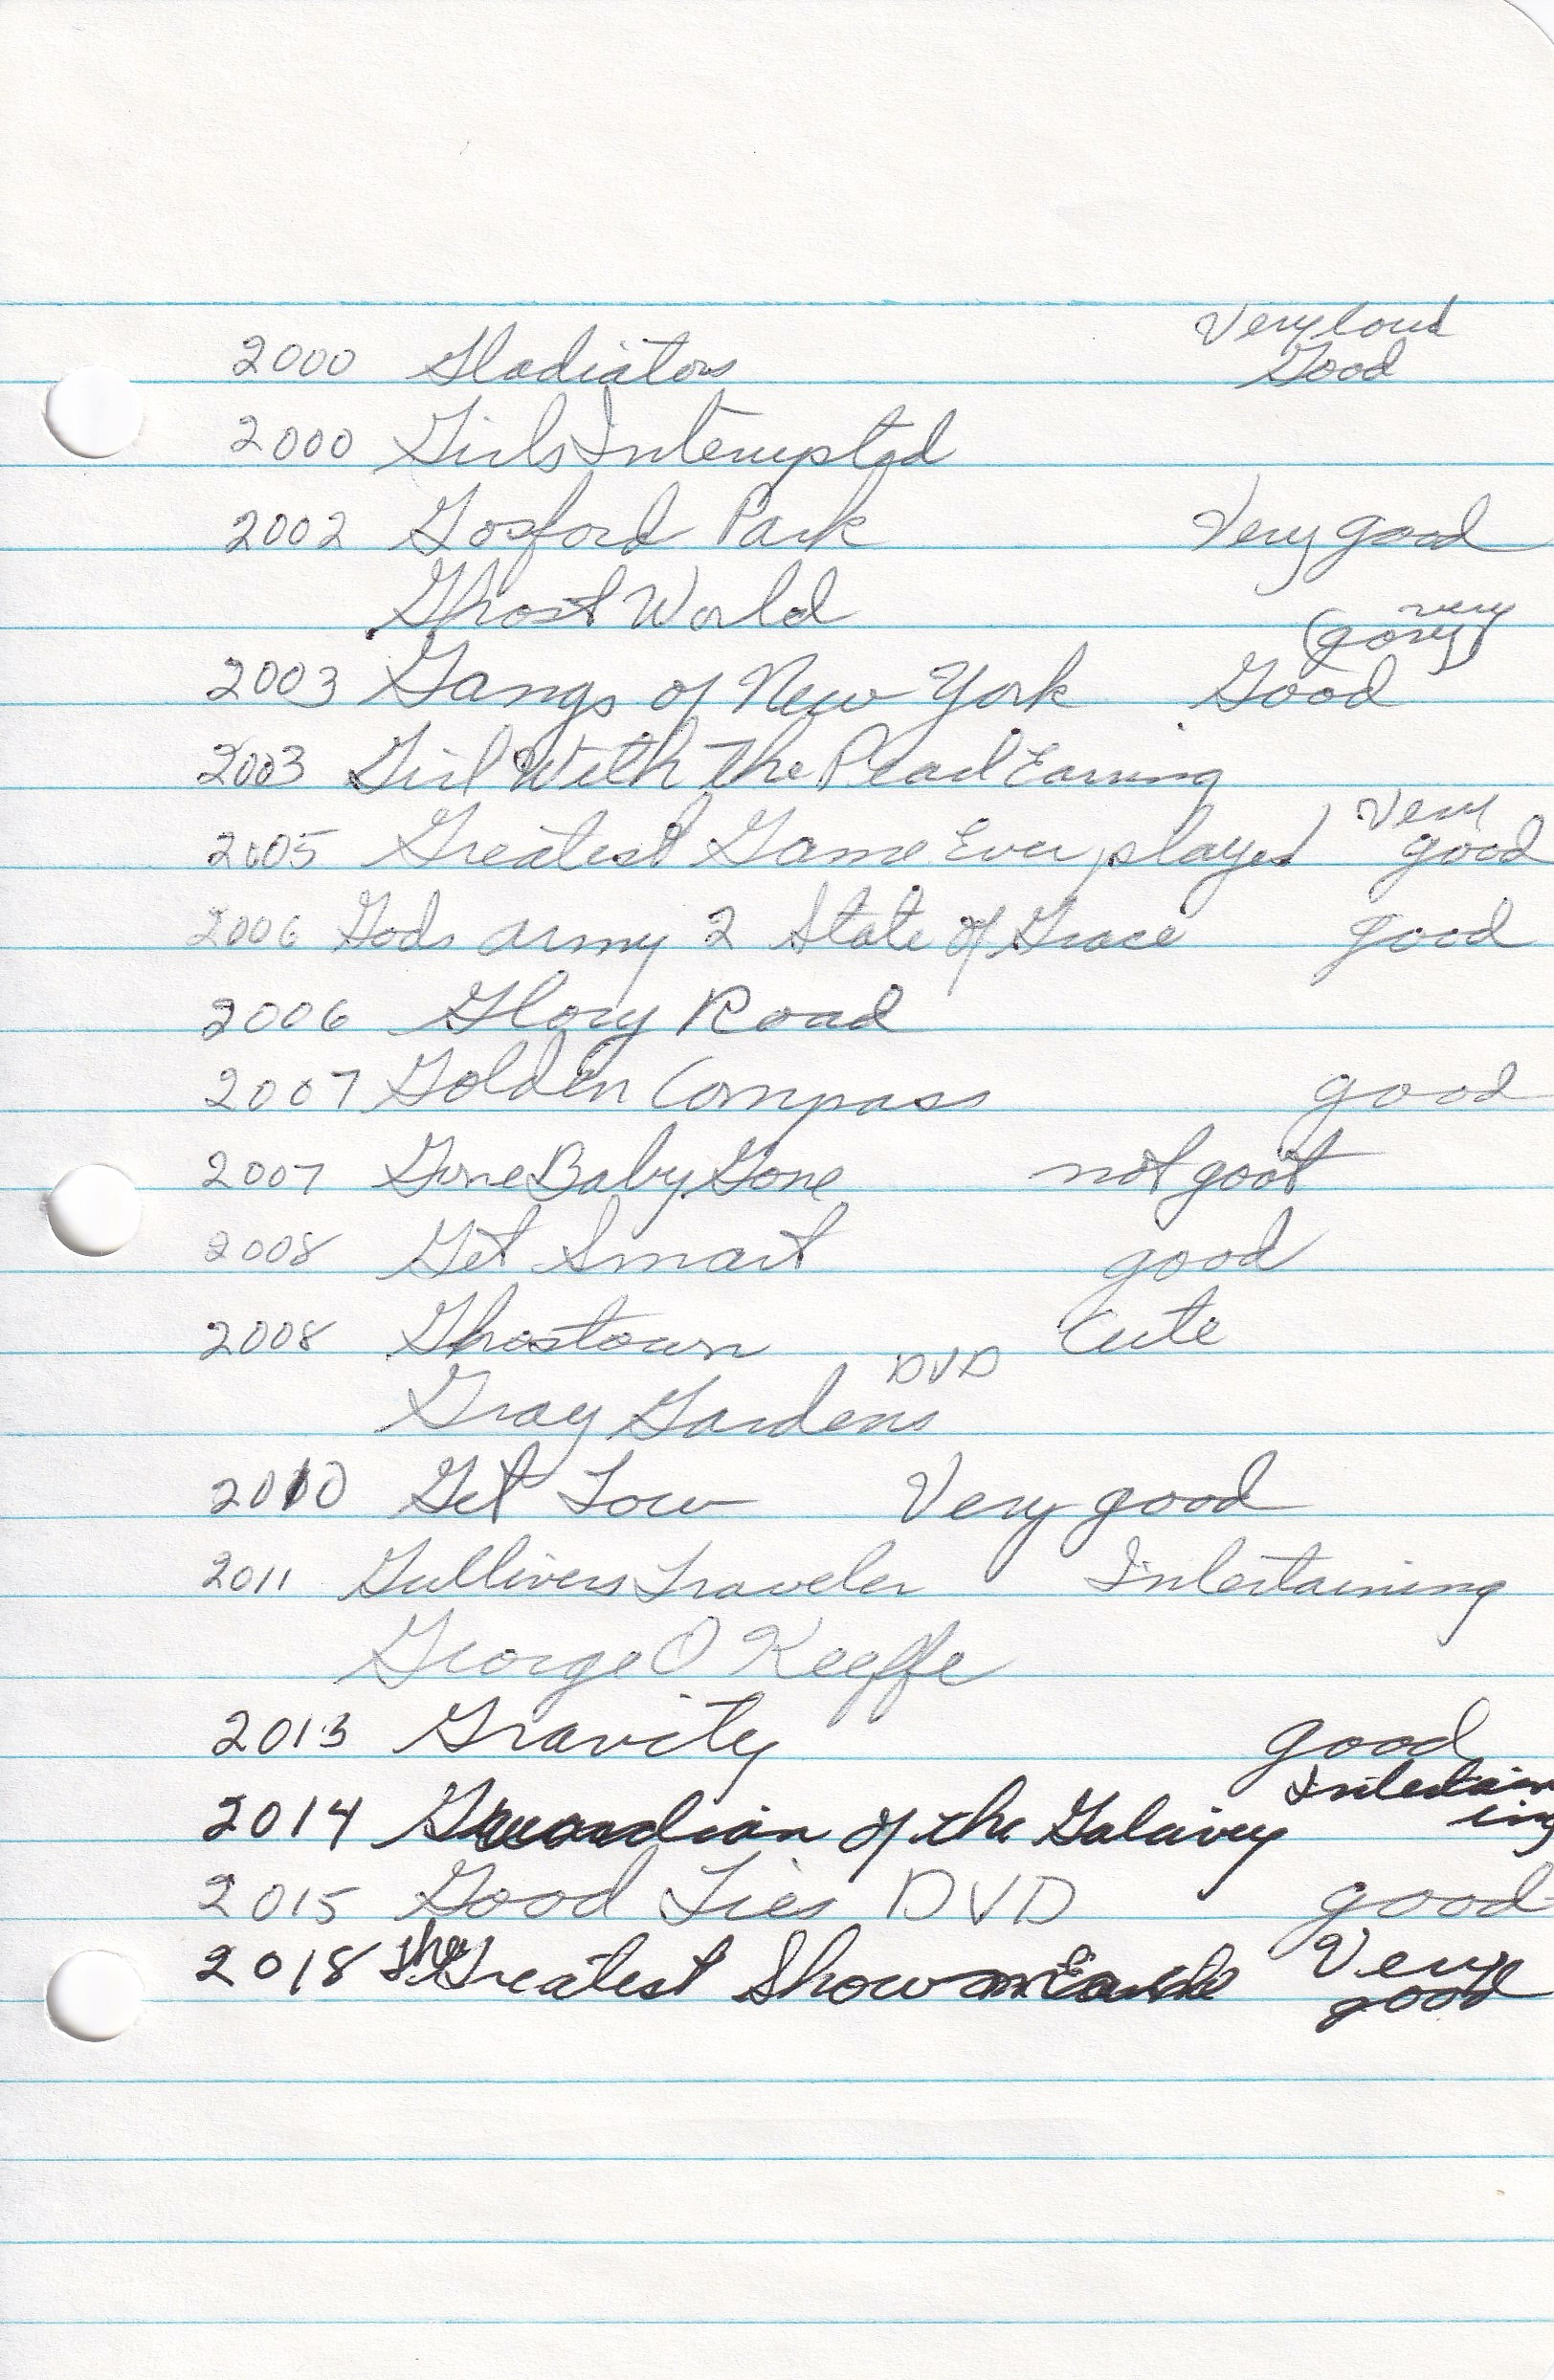 2000 Gladiators Very loud Good
2000 Girls Interrupted
2002 Gosford Park Very good
Ghost World
2003 Gangs of New York Good (very gory)
2003 Girl With The Pearl Earring
2005 Greatest Game Ever played Very good
2006 Gods army 2 State of Grace good
2006 Glory Road
2007 Golden Compass good
2007 Gone Baby Gone not goot
2008 Get Smart good
2008 Ghostown Cute
Gray Gardens DVD
2010 Get Low Very good
2011 Gullivers Traveler Intertaining
George O Keeffe
2013 Gravity good
2014 Guardian of the Galaxy Intertaining
2015 Good Lies DVD good
2018 The Greatest Show on Earth Very good